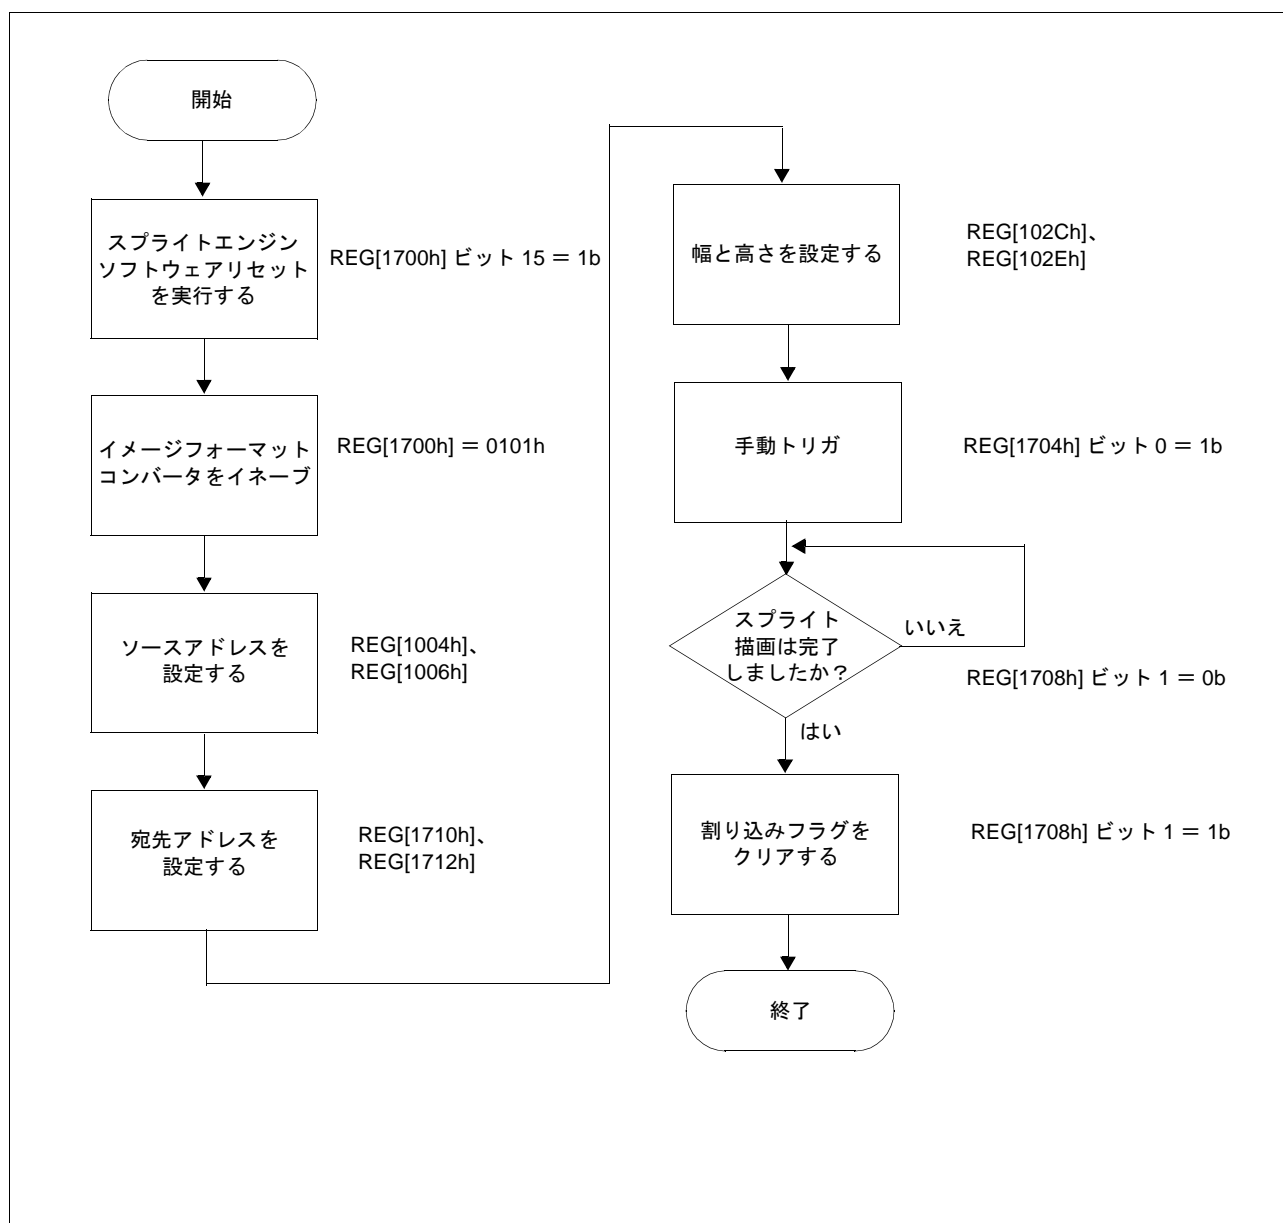 開始
スプライトエンジン
ソフトウェアリセット
を実行する
REG[1700h] ビット 15 = 1b
イメージフォーマット
コンバータをイネーブ
REG[1700h] = 0101h
ソースアドレスを
設定する
REG[1004h]、
REG[1006h]
宛先アドレスを
設定する
REG[1710h]、
REG[1712h]
幅と高さを設定する
REG[102Ch]、
REG[102Eh]
手動トリガ
REG[1704h] ビット 0 = 1b
スプライト
描画は完了
しましたか？
いいえ
REG[1708h] ビット 1 = 0b
はい
割り込みフラグを
クリアする
REG[1708h] ビット 1 = 1b
終了